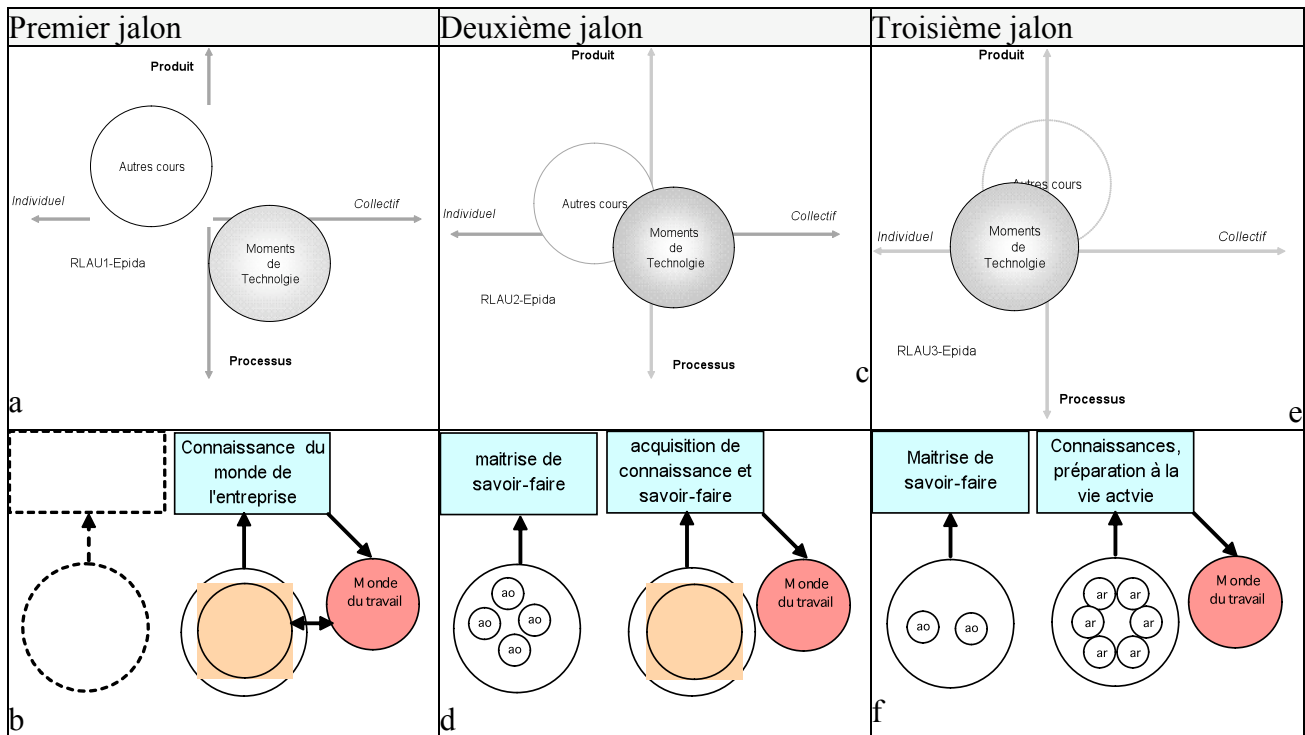 Premier jalon
Deuxième jalon
Troisième jalon
Produit
Autres cours
Individuel
Collectif
Moments
de
Technolgie
RLAU1-Epida
Processus
a
Produit
Autres cours
Individuel
Collectif
Moments
de
Technolgie
RLAU2-Epida
Processus
c
Produit
Autres cours
Individuel
Collectif
Moments
de
Technolgie
RLAU3-Epida
Processus
e
Connaissance du
monde de
l'entreprise
Monde
du travail
b
maitrise de
savoir-faire
acquisition de
connaissance et
savoir-faire
ao
ao
ao
ao
Monde
du travail
d
Maitrise de
savoir-faire
Connaissances,
préparation à la
vie actvie
ao
ao
ar
ar
ar
ar
ar
ar
Monde
du travail
f